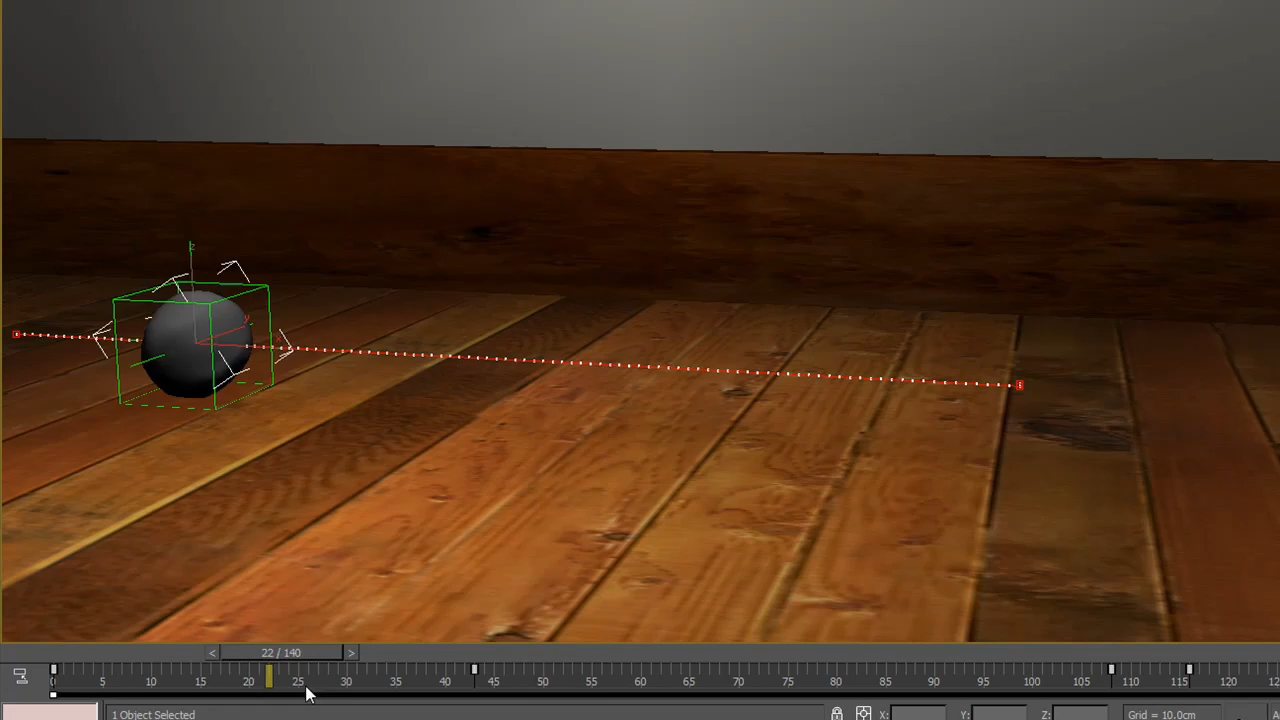 z
y
x
< 22 / 140 >
0 5 10 15 20 25 30 35 40 45 50 55 60 65 70 75 80 85 90 95 100 105 110 115 120
1 Object Selected X: Y: Z: Grid = 10.0cm